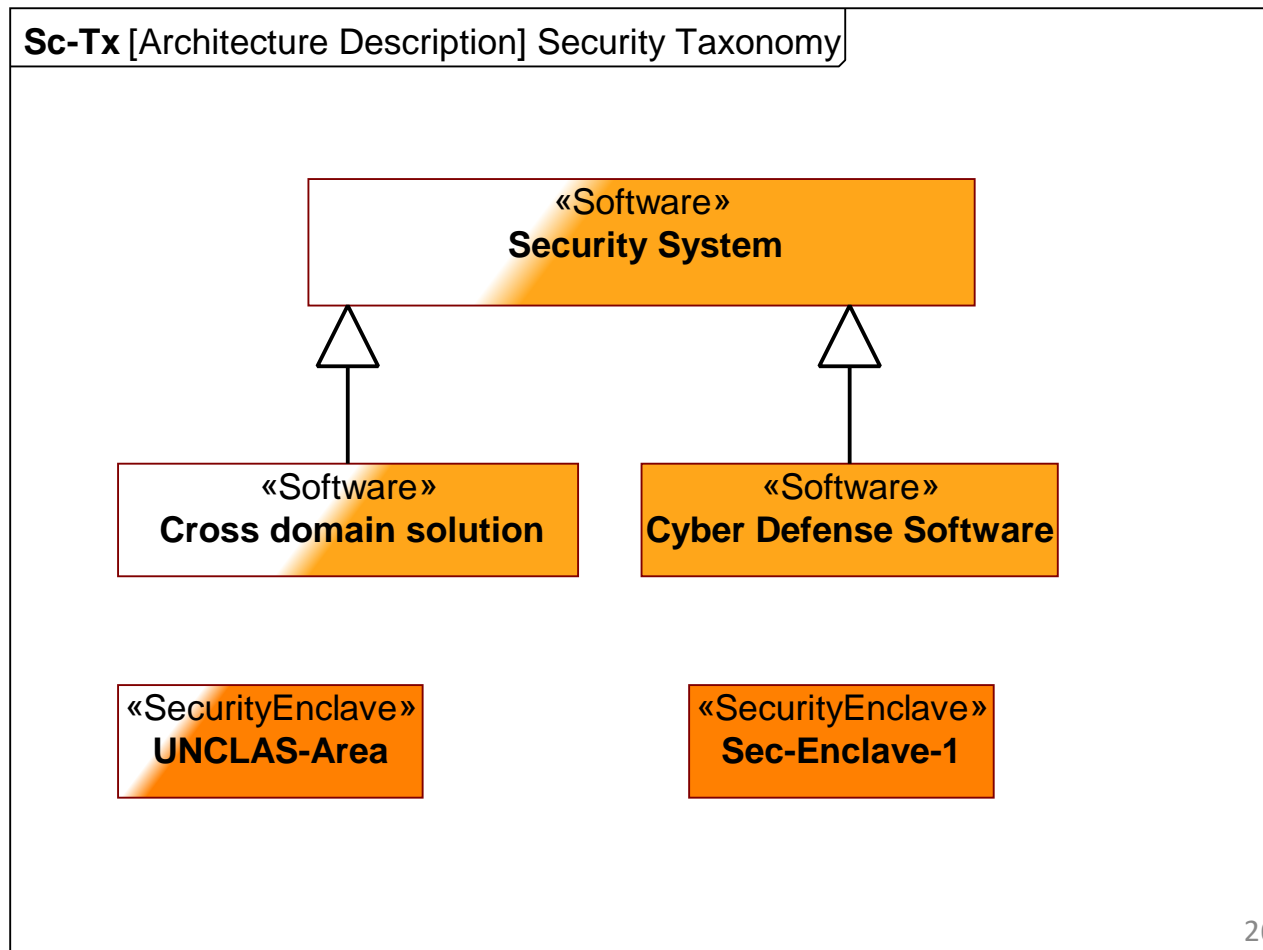 Sc-Tx [Architecture Description] Security Taxonomy
«Software»
Security System
«Software»
Cross domain solution
«Software»
Cyber Defense Software
«SecurityEnclave»
UNCLAS-Area
«SecurityEnclave»
Sec-Enclave-1